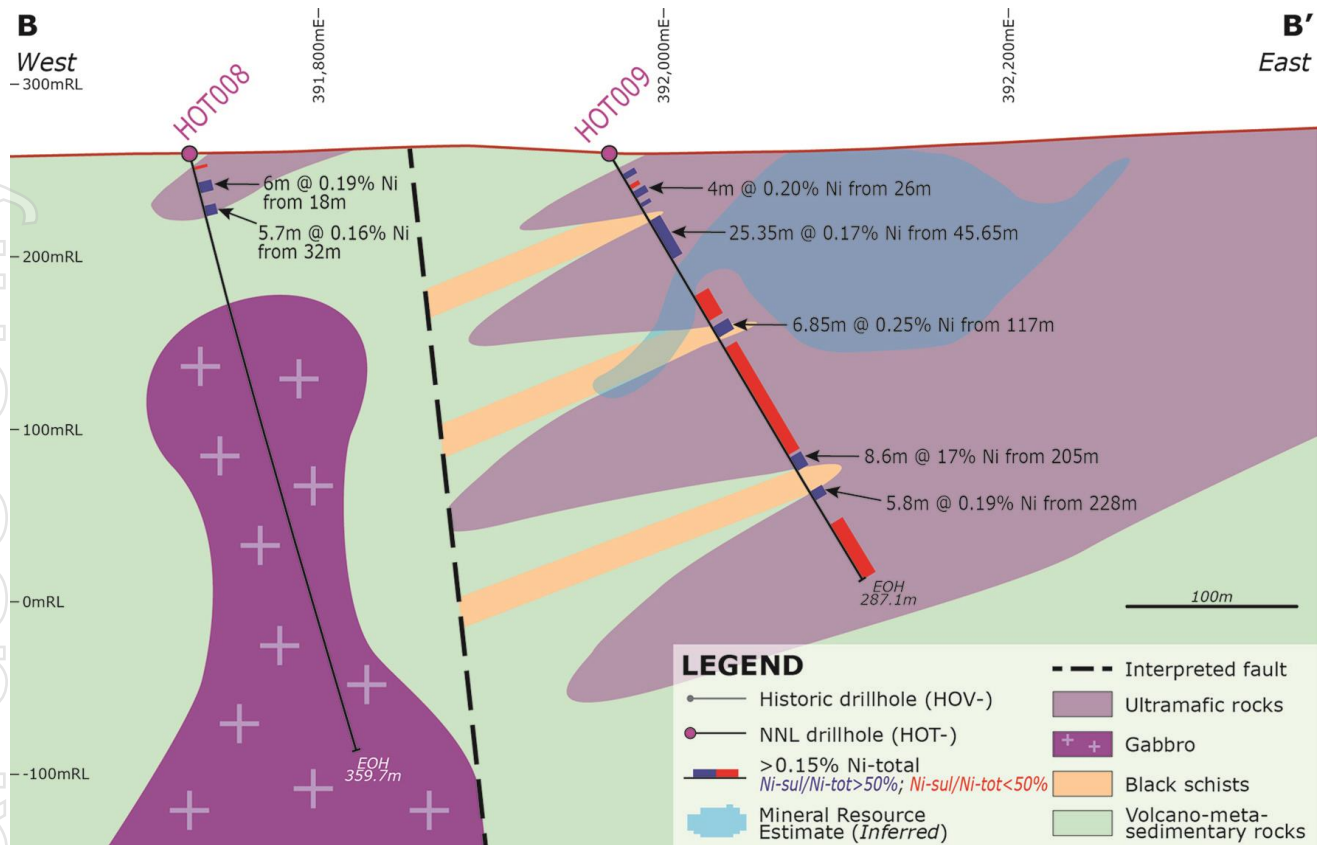 B
West
B’
East
391,800mE
392,000mE
392,200mE
300mRL
200mRL
100mRL
0mRL
-100mRL
HOT008
HOT009
6m @ 0.19% Ni
from 18m
5.7m @ 0.16% Ni
from 32m
4m @ 0.20% Ni from 26m
25.35m @ 0.17% Ni from 45.65m
6.85m @ 0.25% Ni from 117m
8.6m @ 17% Ni from 205m
5.8m @ 0.19% Ni from 228m
EOH
287.1m
EOH
359.7m
100m
LEGEND
Historic drillhole (HOV-)
NNL drillhole (HOT-)
>0.15% Ni-total
Ni-sul/Ni-tot>50%; Ni-sul/Ni-tot<50%
Mineral Resource
Estimate (Inferred)
Interpreted fault
Ultramafic rocks
Gabbro
Black schists
Volcano-meta-
sedimentary rocks